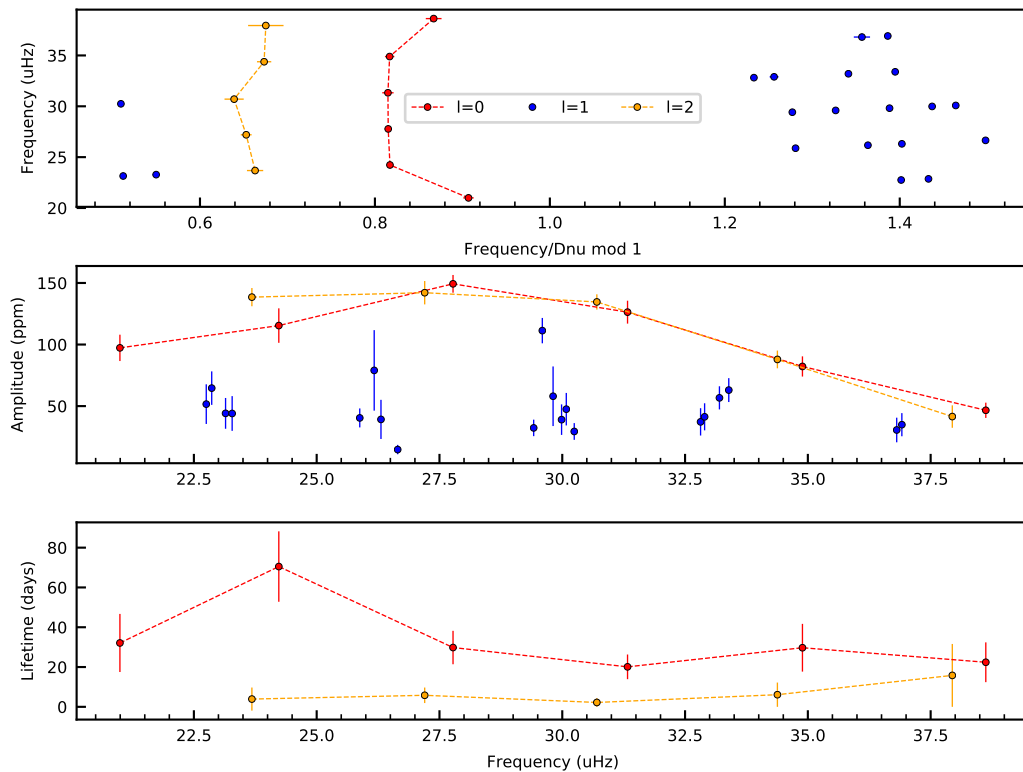 35
30
25
20
Frequency (uHz)
l=0 l=1 l=2
0.6 0.8 1.0 1.2 1.4
Frequency/Dnu mod 1
150
100
50
Amplitude (ppm)
22.5 25.0 27.5 30.0 32.5 35.0 37.5
80
60
40
20
0
Lifetime (days)
22.5 25.0 27.5 30.0 32.5 35.0 37.5
Frequency (uHz)